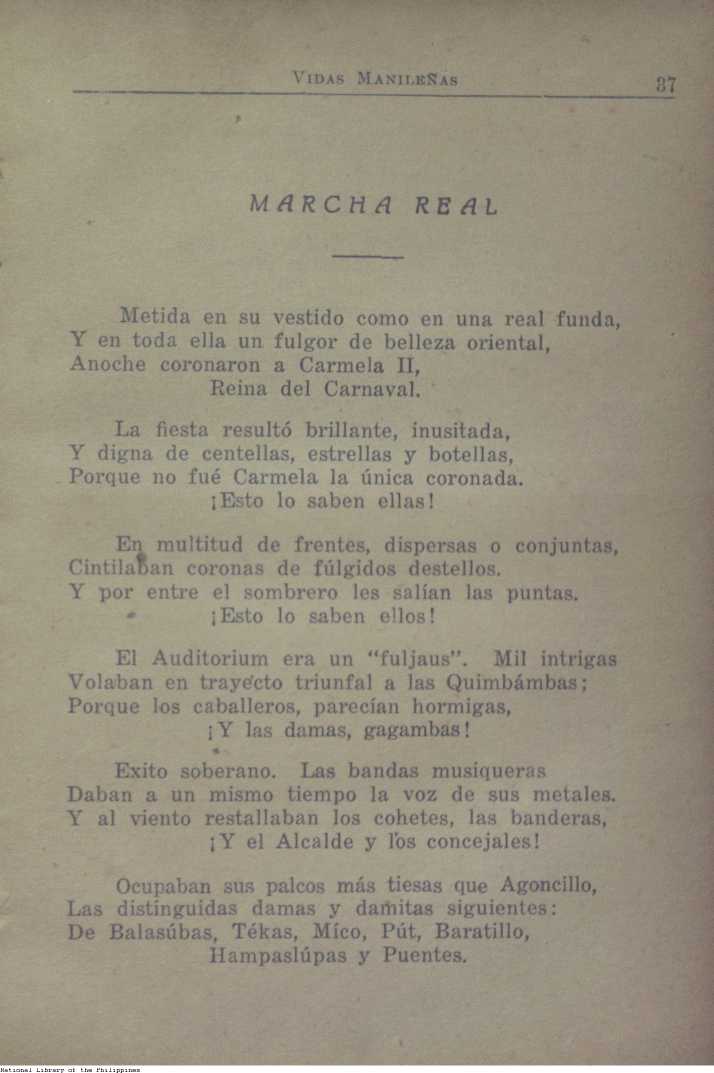 VIDAS MANILEÑAS
37
MARCHA REAL
Metida en su vestido como en una real funda,
Y en toda ella un fulgor de belleza oriental,
Anoche coronaron a Carmela II,
Reina del Carnaval.
La fiesta resultó brillante, inusitada,
Y digna de centellas, estrellas y botellas,
Porque no fué Carmela la única coronada.
¡Esto lo saben ellas!
En multitud de frentes, dispersas o conjuntas,
Cintilaban coronas de fúlgidos destellos.
Y por entre el sombrero les salían las puntas.
¡Esto lo saben ellos!
El Auditorium era un “fuljaus”. Mil intrigas
Volaban en trayecto triunfal a las Quimbámbas;
Porque los caballeros, parecían hormigas,
¡Y las damas, gagambas!
Exito soberano. Las bandas musiqueras
Daban a un mismo tiempo la voz de sus metales.
Y al viento restallaban los cohetes, las banderas,
¡Y el Alcalde y los concejales!
Ocupaban sus palcos más tiesas que Agoncillo,
Las distinguidas damas y damitas siguientes:
De Balasúbas, Tékas, Míco, Pút, Baratillo,
Hampaslúpas y Puentes.
National Library of the Philippines